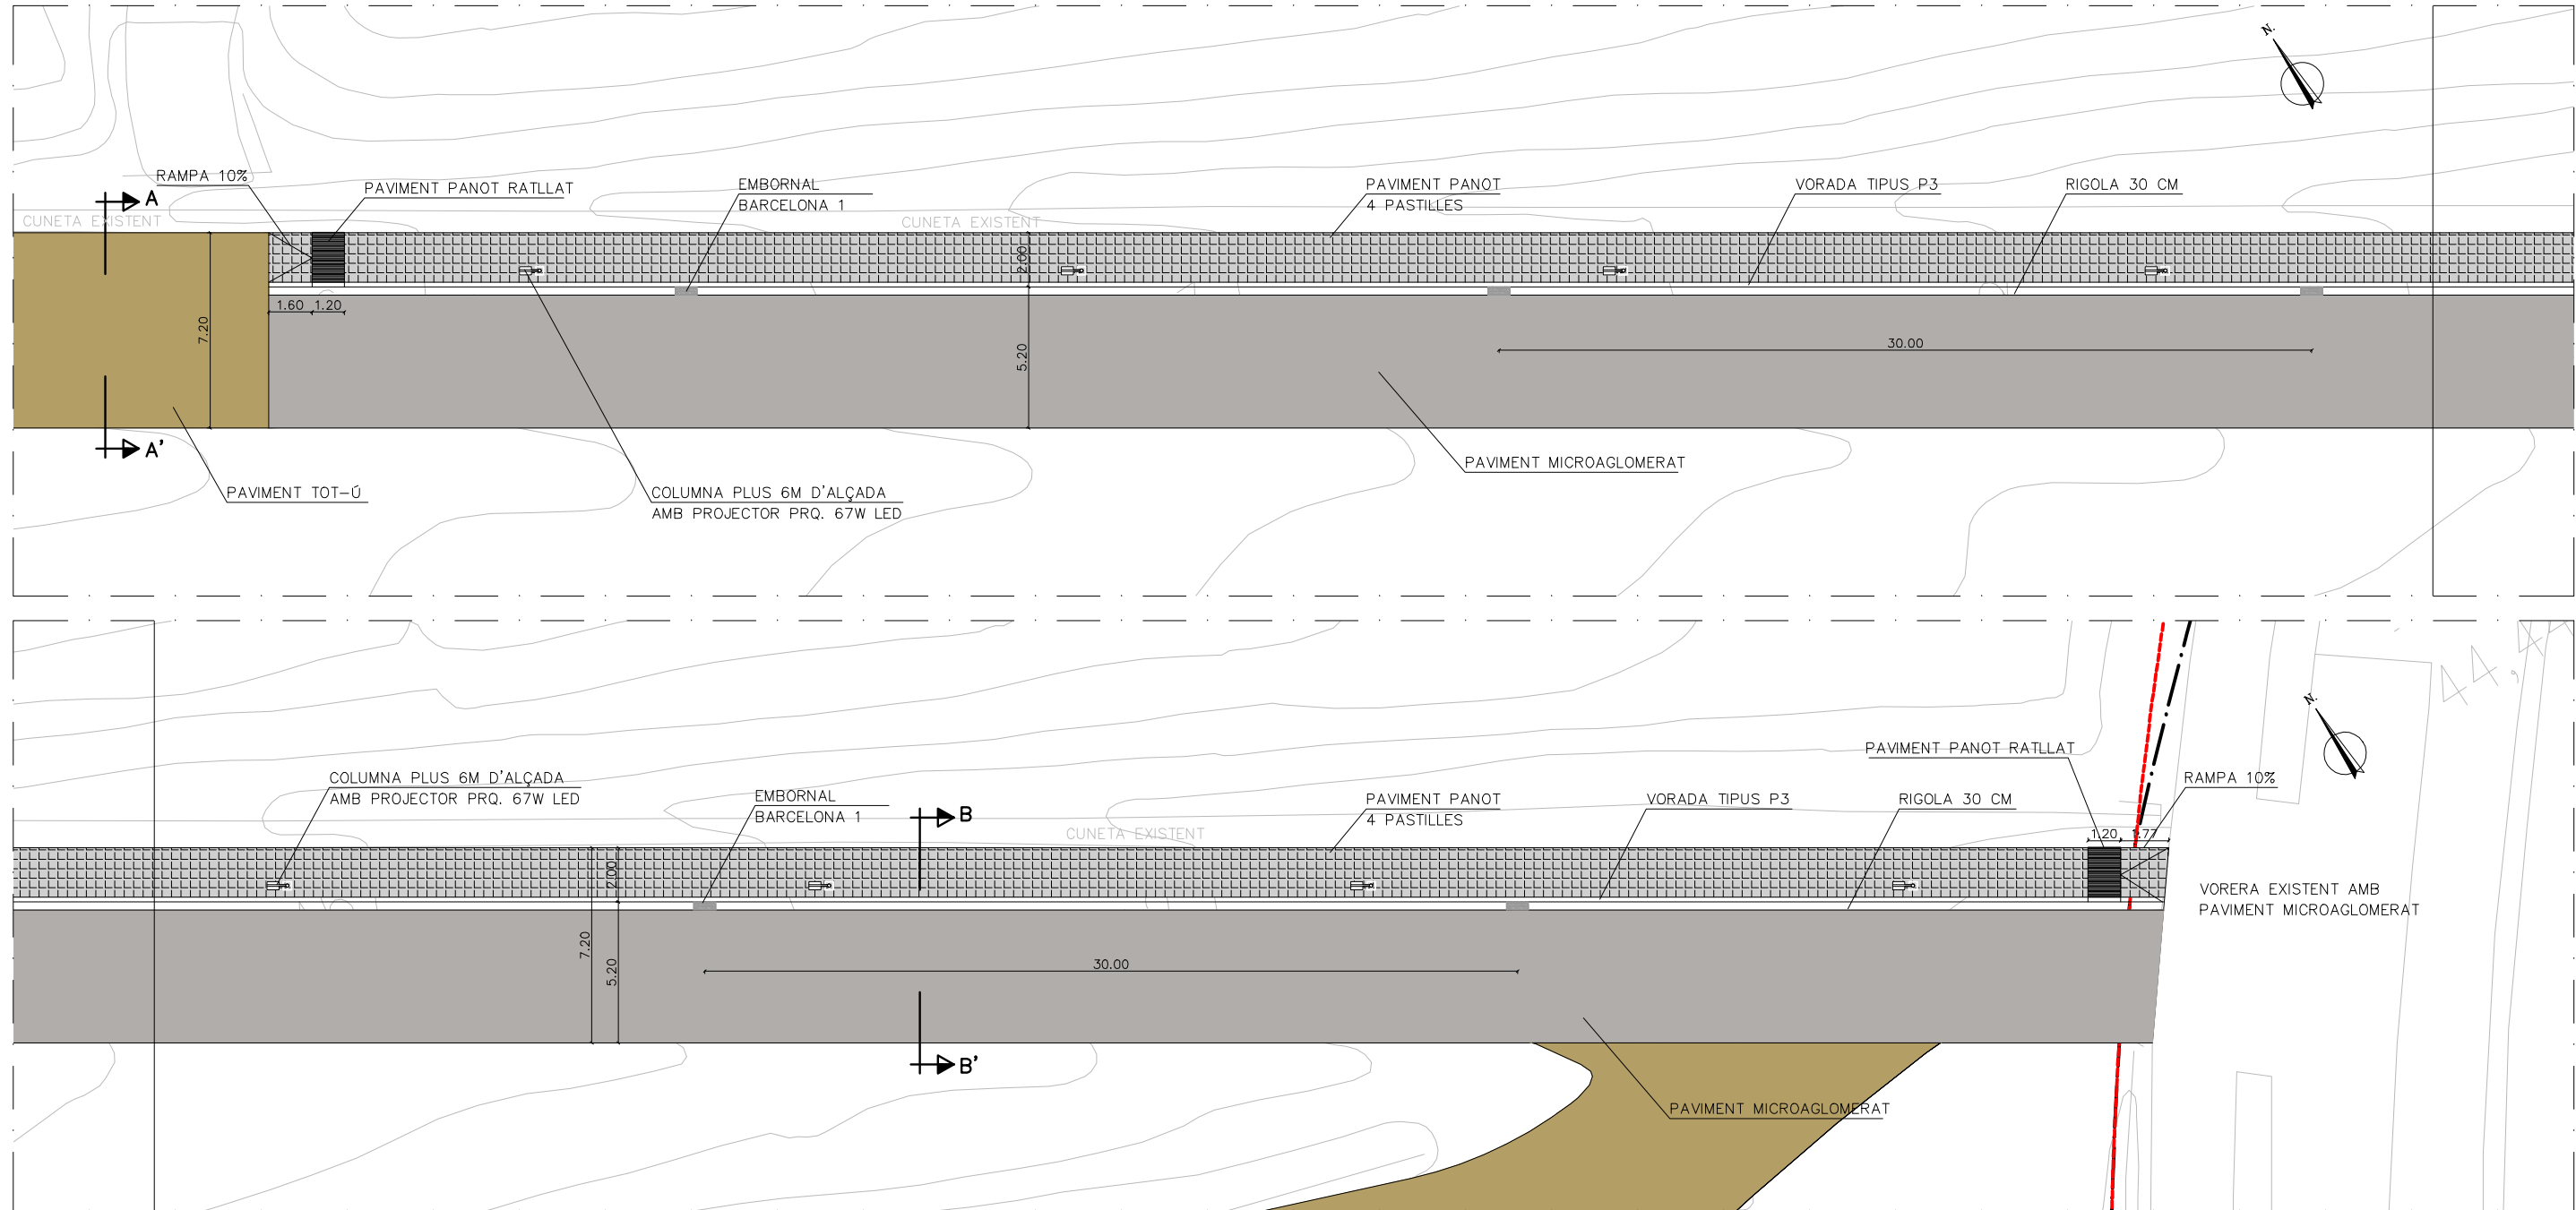 N.
RAMPA 10%
PAVIMENT PANOT RATLLAT
EMBORNAL
BARCELONA 1
PAVIMENT PANOT
4 PASTILLES
VORADA TIPUS P3
RIGOLA 30 CM
A
CUNETA EXISTENT
CUNETA EXISTENT
2.00
1.60
1.20
7.20
5.20
30.00
A'
PAVIMENT TOT-Ú
COLUMNA PLUS 6M D'ALÇADA
AMB PROJECTOR PRQ. 67W LED
PAVIMENT MICROAGLOMERAT
44,4
N.
PAVIMENT PANOT RATLLAT
RAMPA 10%
COLUMNA PLUS 6M D'ALÇADA
AMB PROJECTOR PRQ. 67W LED
EMBORNAL
BARCELONA 1
B
PAVIMENT PANOT
4 PASTILLES
VORADA TIPUS P3
RIGOLA 30 CM
CUNETA EXISTENT
1.20
1.77
2.00
VORERA EXISTENT AMB
PAVIMENT MICROAGLOMERAT
7.20
5.20
30.00
B'
PAVIMENT MICROAGLOMERAT